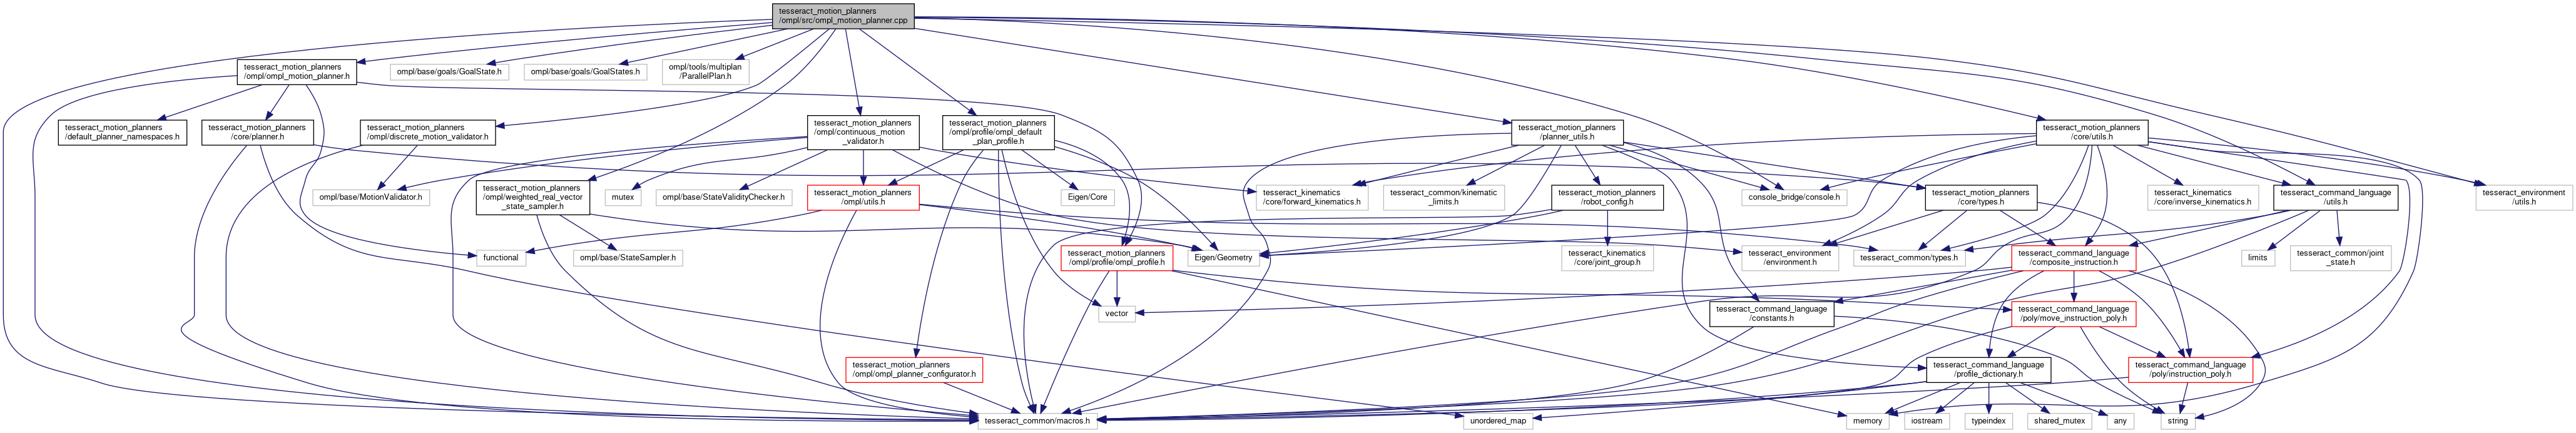 tesseract_motion_planners
/ompl/src/ompl_motion_planner.cpp
tesseract_motion_planners
/ompl/ompl_motion_planner.h
ompl/base/goals/GoalState.h
ompl/base/goals/GoalStates.h
ompl/tools/multiplan
/ParallelPlan.h
tesseract_motion_planners
/default_planner_namespaces.h
tesseract_motion_planners
/core/planner.h
tesseract_motion_planners
/ompl/discrete_motion_validator.h
tesseract_motion_planners
/ompl/continuous_motion
_validator.h
tesseract_motion_planners
/ompl/profile/ompl_default
_plan_profile.h
tesseract_motion_planners
/planner_utils.h
tesseract_motion_planners
/core/utils.h
ompl/base/MotionValidator.h
tesseract_motion_planners
/ompl/weighted_real_vector
_state_sampler.h
mutex
ompl/base/StateValidityChecker.h
tesseract_motion_planners
/ompl/utils.h
Eigen/Core
tesseract_kinematics
/core/forward_kinematics.h
tesseract_common/kinematic
_limits.h
tesseract_motion_planners
/robot_config.h
console_bridge/console.h
tesseract_motion_planners
/core/types.h
tesseract_kinematics
/core/inverse_kinematics.h
tesseract_command_language
/utils.h
tesseract_environment
/utils.h
functional
ompl/base/StateSampler.h
tesseract_motion_planners
/ompl/profile/ompl_profile.h
Eigen/Geometry
tesseract_kinematics
/core/joint_group.h
tesseract_environment
/environment.h
tesseract_common/types.h
tesseract_command_language
/composite_instruction.h
limits
tesseract_common/joint
_state.h
vector
tesseract_command_language
/constants.h
tesseract_command_language
/poly/move_instruction_poly.h
tesseract_motion_planners
/ompl/ompl_planner_configurator.h
tesseract_command_language
/profile_dictionary.h
tesseract_command_language
/poly/instruction_poly.h
tesseract_common/macros.h
unordered_map
memory
iostream
typeindex
shared_mutex
any
string